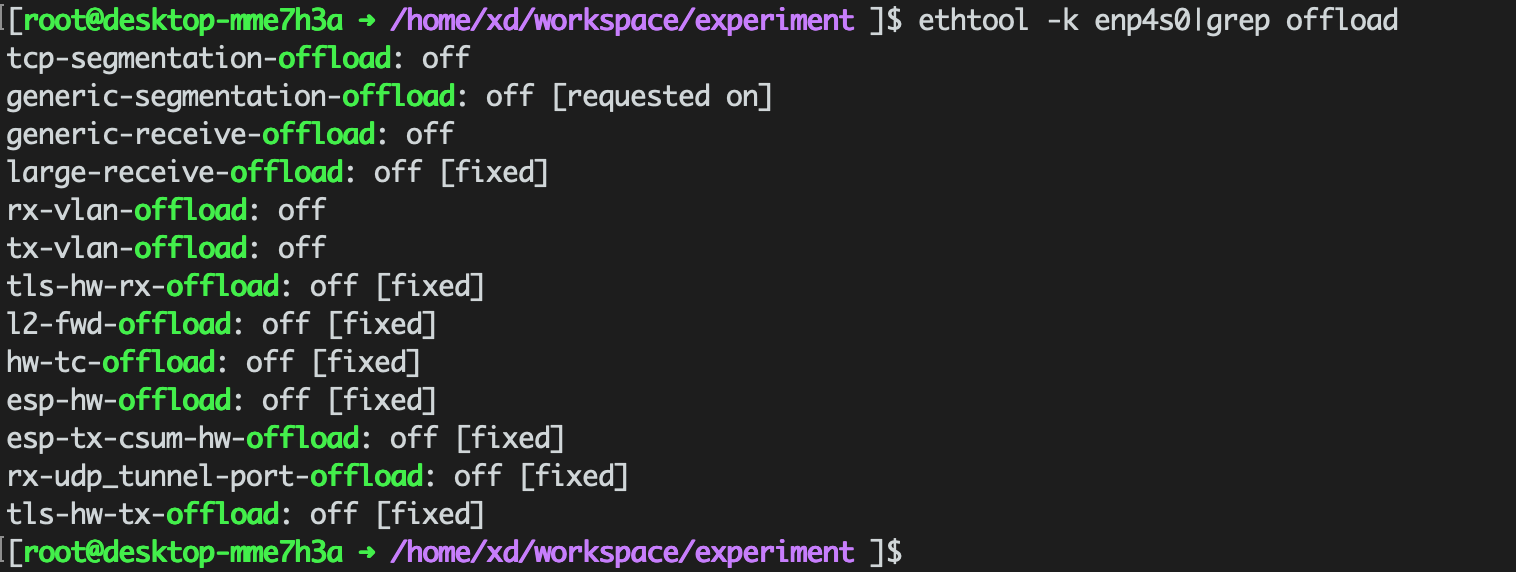 [root@desktop-mme7h3a ➜ /home/xd/workspace/experiment ]$ ethtool -k enp4s0|grep offload
tcp-segmentation-offload: off
generic-segmentation-offload: off [requested on]
generic-receive-offload: off
large-receive-offload: off [fixed]
rx-vlan-offload: off
tx-vlan-offload: off
tls-hw-rx-offload: off [fixed]
l2-fwd-offload: off [fixed]
hw-tc-offload: off [fixed]
esp-hw-offload: off [fixed]
esp-tx-csum-hw-offload: off [fixed]
rx-udp_tunnel-port-offload: off [fixed]
tls-hw-tx-offload: off [fixed]
[root@desktop-mme7h3a ➜ /home/xd/workspace/experiment ]$